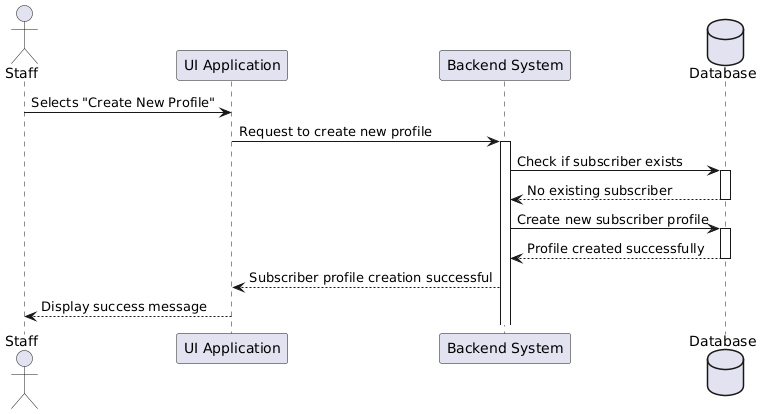 Staff
UI Application
Backend System
Database
Selects "Create New Profile"
Request to create new profile
Check if subscriber exists
No existing subscriber
Create new subscriber profile
Profile created successfully
Subscriber profile creation successful
Display success message
Staff
UI Application
Backend System
Database